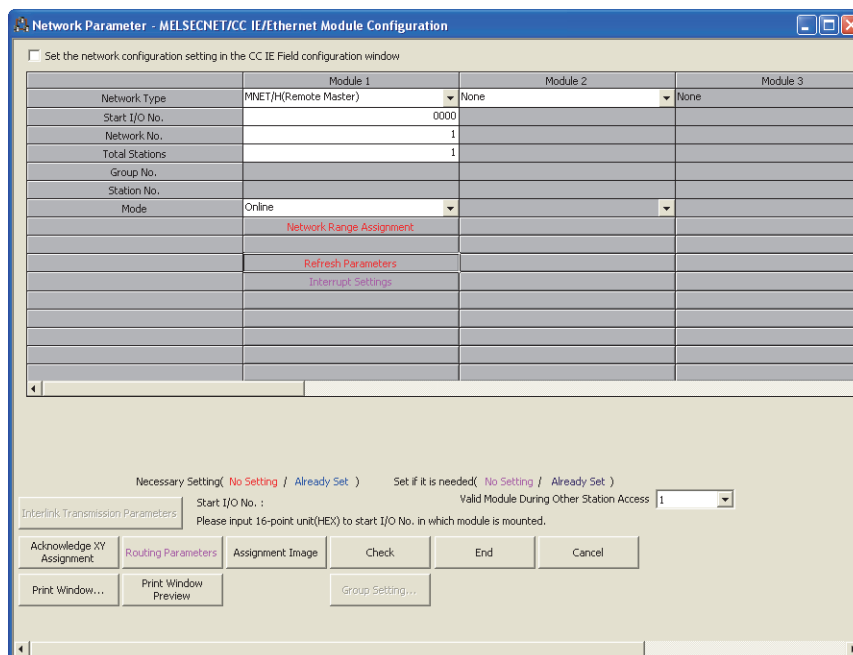 Network Parameter - MELSECNET/CC IE/Ethernet Module Configuration
Set the network configuration setting in the CC IE Field configuration window
Module 1 Module 2 Module 3
Network Type MNET/H(Remote Master) None None
Start I/O No. 0000
Network No. 1
Total Stations 1
Group No.
Station No.
Mode Online
Network Range Assignment
Refresh Parameters
Interrupt Settings
Necessary Setting( No Setting / Already Set ) Set if it is needed( No Setting / Already Set )
Interlink Transmission Parameters
Start I/O No. : Valid Module During Other Station Access 1
Please input 16-point unit(HEX) to start I/O No. in which module is mounted.
Acknowledge XY Assignment Routing Parameters Assignment Image Check End Cancel
Print Window... Print Window Preview Group Setting...